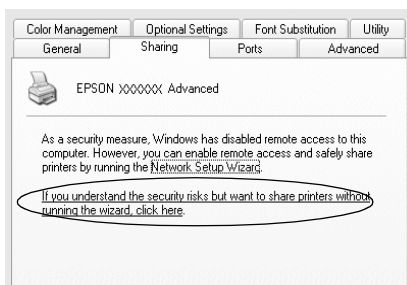 Color Management
Optional Settings
Font Substitution
Utility
General
Sharing
Ports
Advanced
EPSON XXXXXX Advanced
As a security measure, Windows has disabled remote access to this
computer. However, you can enable remote access and safely share
printers by running the Network Setup Wizard.
If you understand the security risks but want to share printers without
running the wizard, click here.